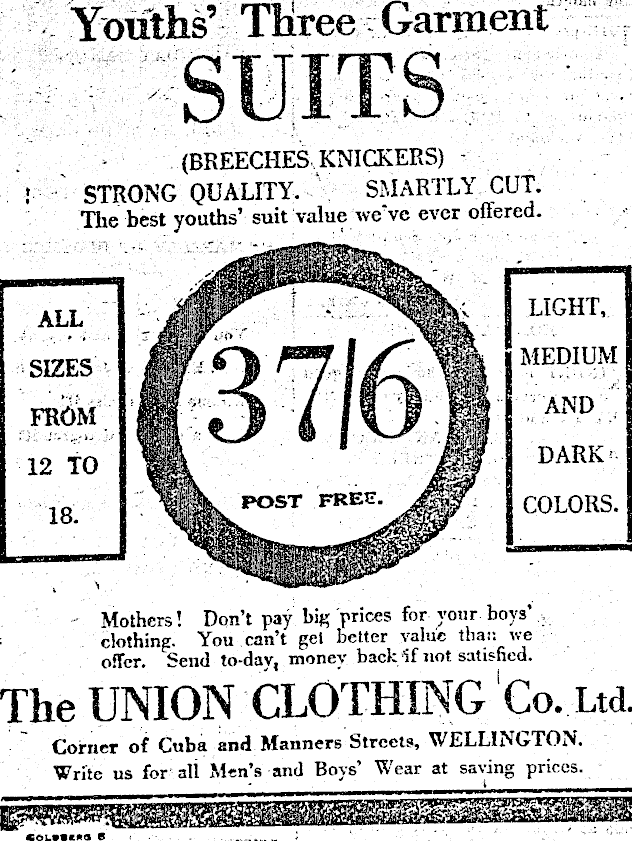 Youths' Three Garment
SUITS
(BREECHES KNICKERS)
STRONG QUALITY. SMARTLY CUT.
The best youths' suit value we've ever offered.
ALL
SIZES
FROM
12 TO
18.
37/6
POST FREE.
LIGHT,
MEDIUM
AND
DARK
COLORS.
Mothers! Don't pay big prices for your boys'
clothing. You can't get better value than we
offer. Send to-day, money back if not satisfied.
The UNION CLOTHING Co. Ltd.
Corner of Cuba and Manners Streets, WELLINGTON.
Write us for all Men's and Boys' Wear at saving prices.
GOLDBERG